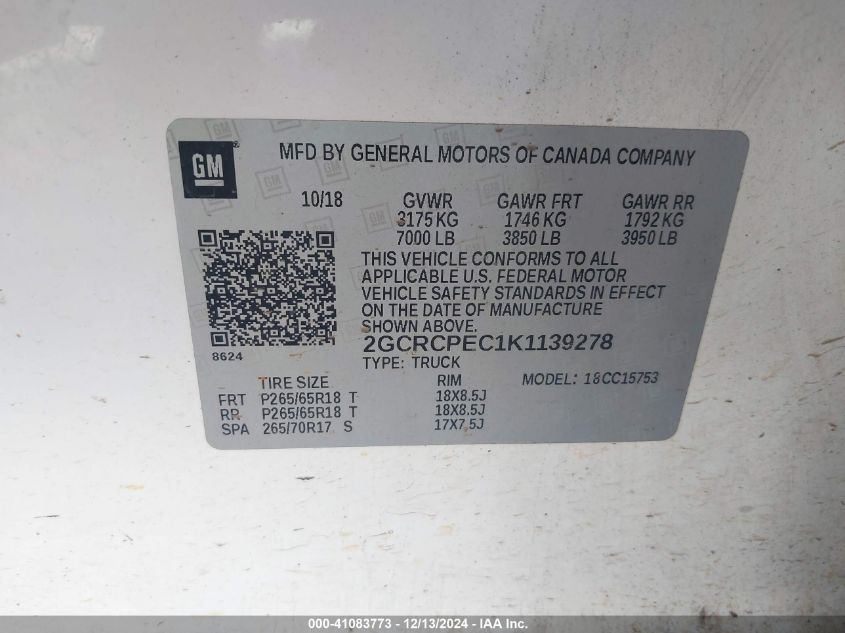 GM
MFD BY GENERAL MOTORS OF CANADA COMPANY
10/18 GVWR GAWR FRT GAWR RR
3175 KG 1746 KG 1792 KG
7000 LB 3850 LB 3950 LB
THIS VEHICLE CONFORMS TO ALL
APPLICABLE U.S. FEDERAL MOTOR
VEHICLE SAFETY STANDARDS IN EFFECT
ON THE DATE OF MANUFACTURE
SHOWN ABOVE.
8624
2GCRCPEC1K1139278
TYPE: TRUCK
TIRE SIZE RIM MODEL: 18CC15753
FRT P265/65R18 T 18X8.5J
RR P265/65R18 T 18X8.5J
SPA 265/70R17 S 17X7.5J
000-41083773 - 12/13/2024 - IAA Inc.